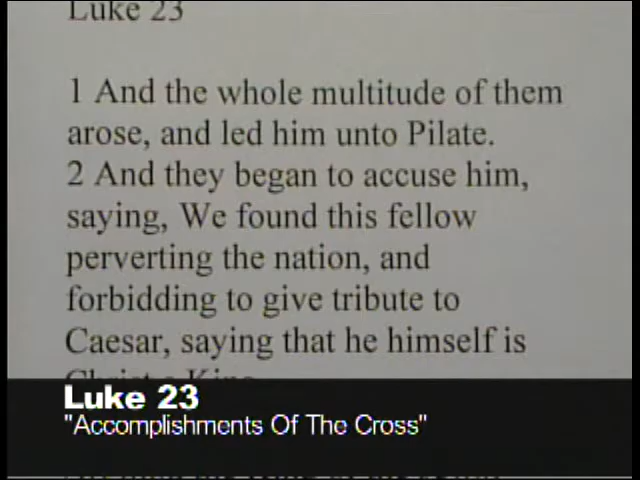 Luke 23
1 And the whole multitude of them
arose, and led him unto Pilate.
2 And they began to accuse him,
saying, We found this fellow
perverting the nation, and
forbidding to give tribute to
Caesar, saying that he himself is
Christ a King.
Luke 23
"Accomplishments Of The Cross"